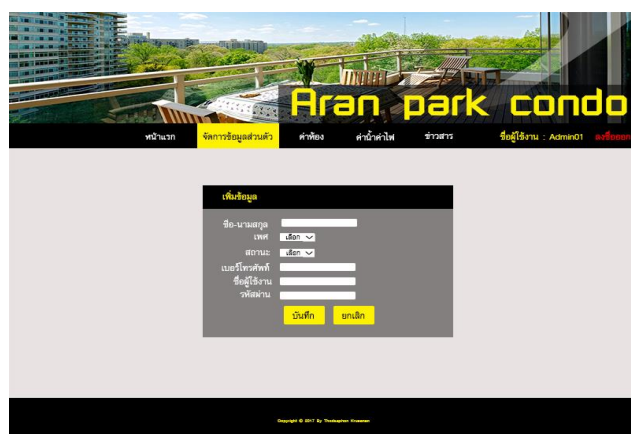 Aran park condo
หน้าแรก จัดการข้อมูลส่วนตัว ค่าห้อง ค่าน้ำค่าไฟ ข่าวสาร ชื่อผู้ใช้งาน : Admin01 ลงชื่อออก
เพิ่มข้อมูล
ชื่อ-นามสกุล
เพศ เลือก
สถานะ เลือก
เบอร์โทรศัพท์
ชื่อผู้ใช้งาน
รหัสผ่าน
บันทึก ยกเลิก
Copyright © 2017 By